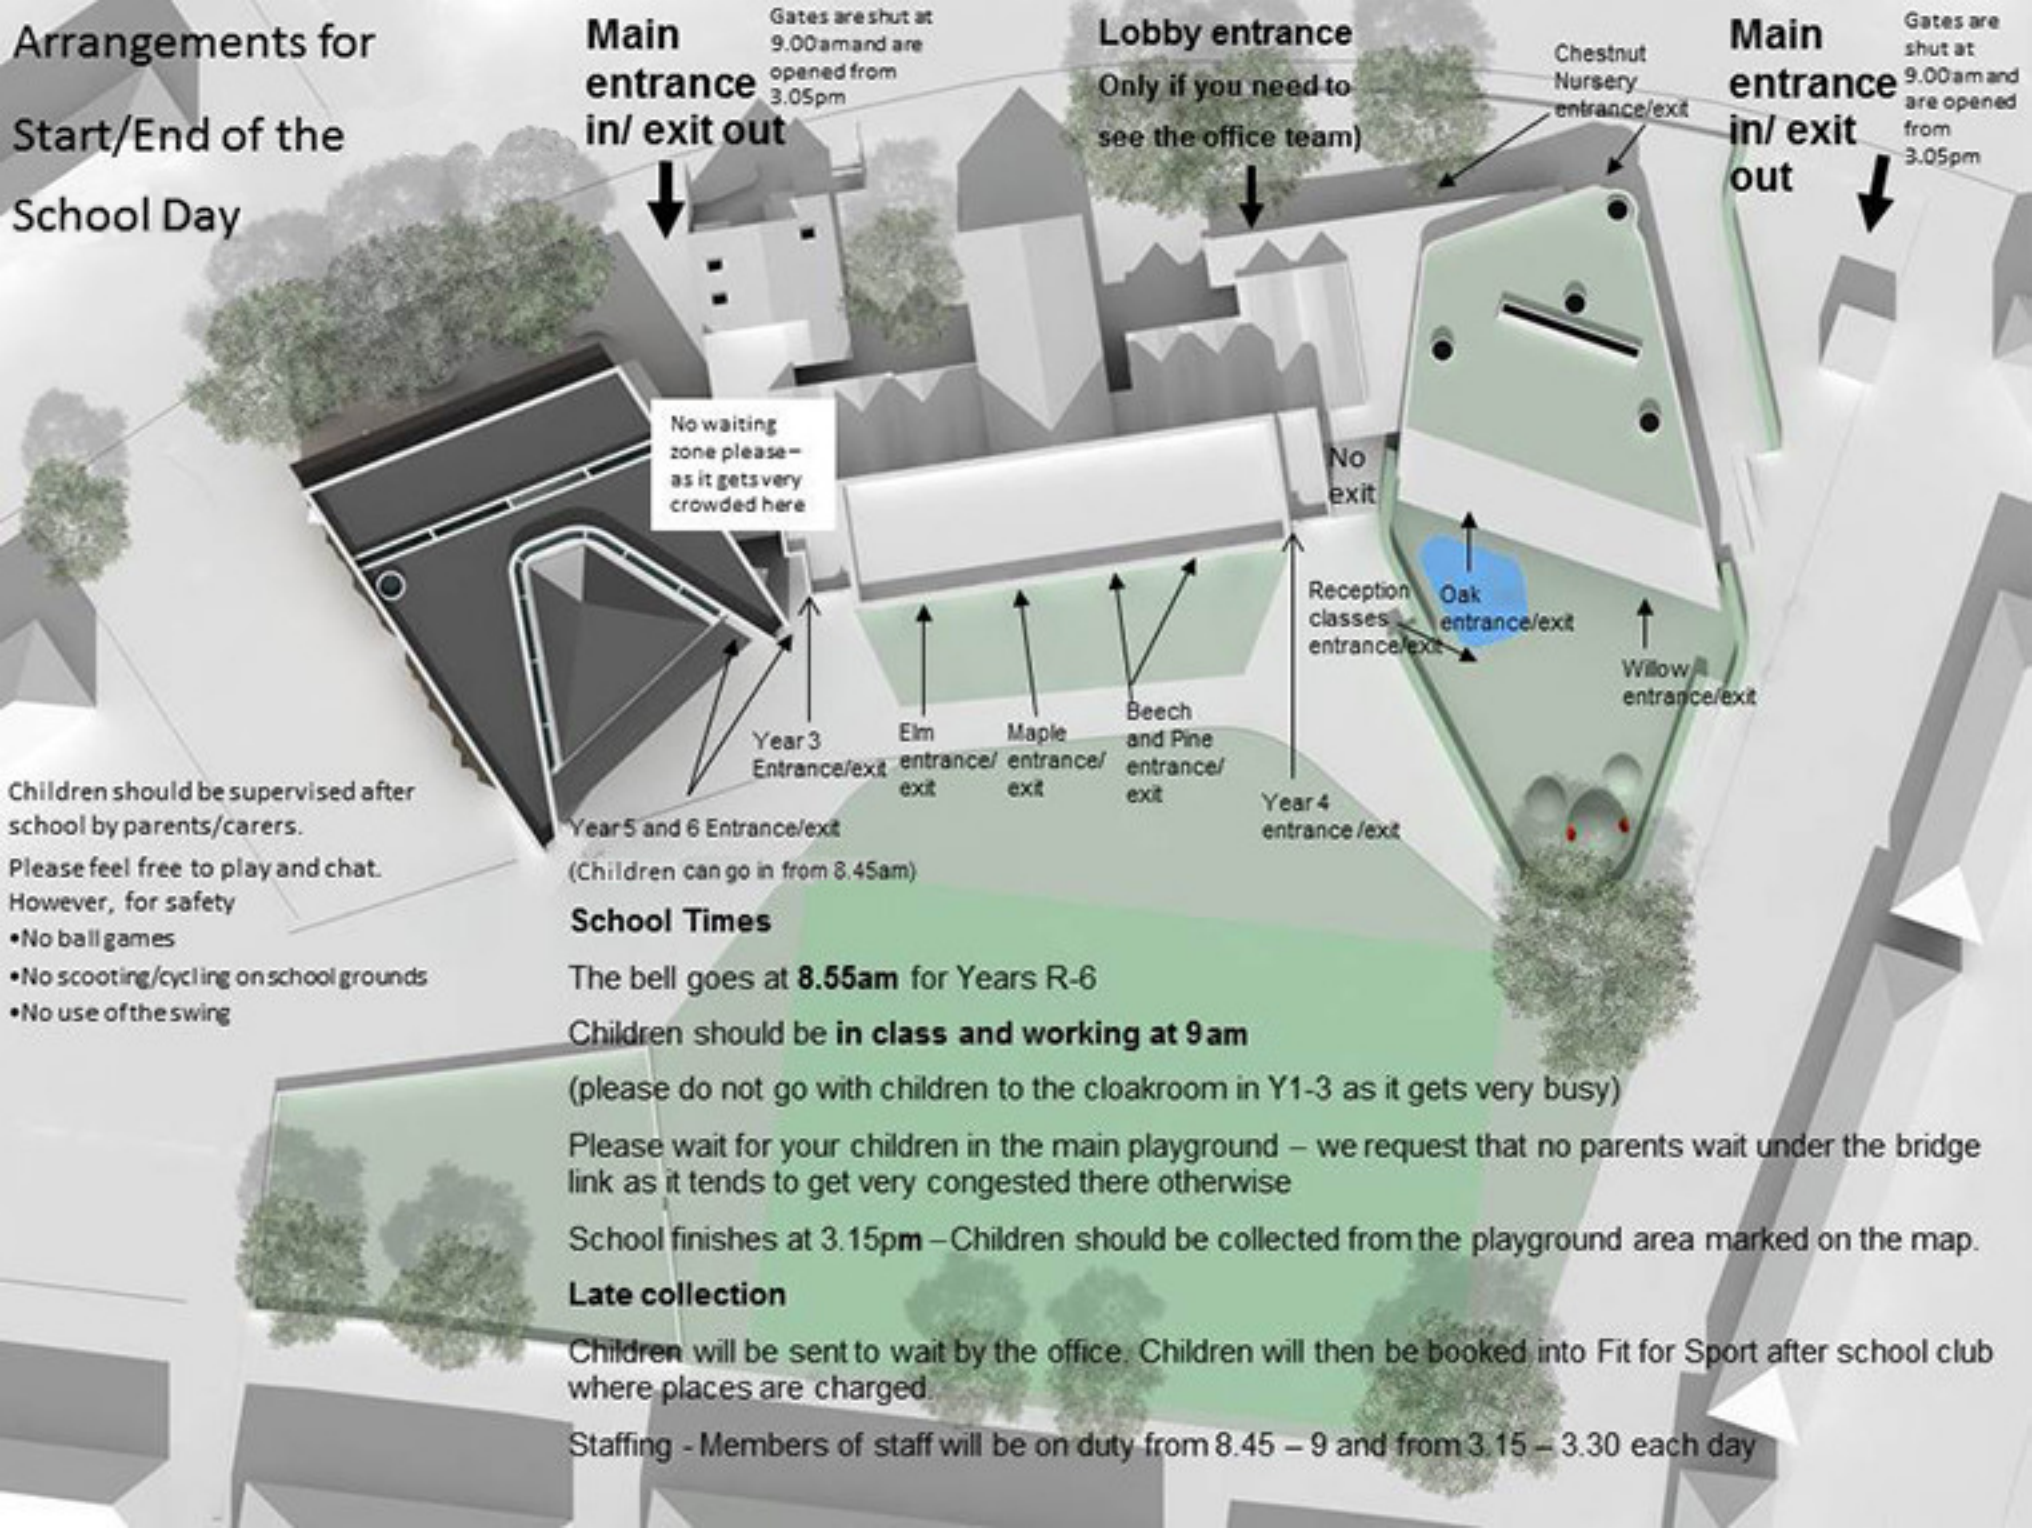 Arrangements for
Start/End of the
School Day
Main
entrance
in/ exit out
Gates are shut at
9.00am and are
opened from
3.05pm
Lobby entrance
Only if you need to
see the office team)
Chestnut
Nursery
entrance/exit
Main
entrance
in/ exit
out
Gates are
shut at
9.00am and
are opened
from
3.05pm
No waiting
zone please–
as it gets very
crowded here
No
exit
Reception
classes
entrance/exit
Oak
entrance/exit
Willow
entrance/exit
Year 3
Entrance/exit
Elm
entrance/
exit
Maple
entrance/
exit
Beech
and Pine
entrance/
exit
Year 4
entrance /exit
Year 5 and 6 Entrance/exit
(Children can go in from 8.45am)
Children should be supervised after
school by parents/carers.
Please feel free to play and chat.
However, for safety
•No ball games
•No scooting/cycling on school grounds
•No use of the swing
School Times
The bell goes at 8.55am for Years R-6
Children should be in class and working at 9am
(please do not go with children to the cloakroom in Y1-3 as it gets very busy)
Please wait for your children in the main playground – we request that no parents wait under the bridge
link as it tends to get very congested there otherwise
School finishes at 3.15pm –Children should be collected from the playground area marked on the map.
Late collection
Children will be sent to wait by the office. Children will then be booked into Fit for Sport after school club
where places are charged.
Staffing - Members of staff will be on duty from 8.45 – 9 and from 3.15 – 3.30 each day